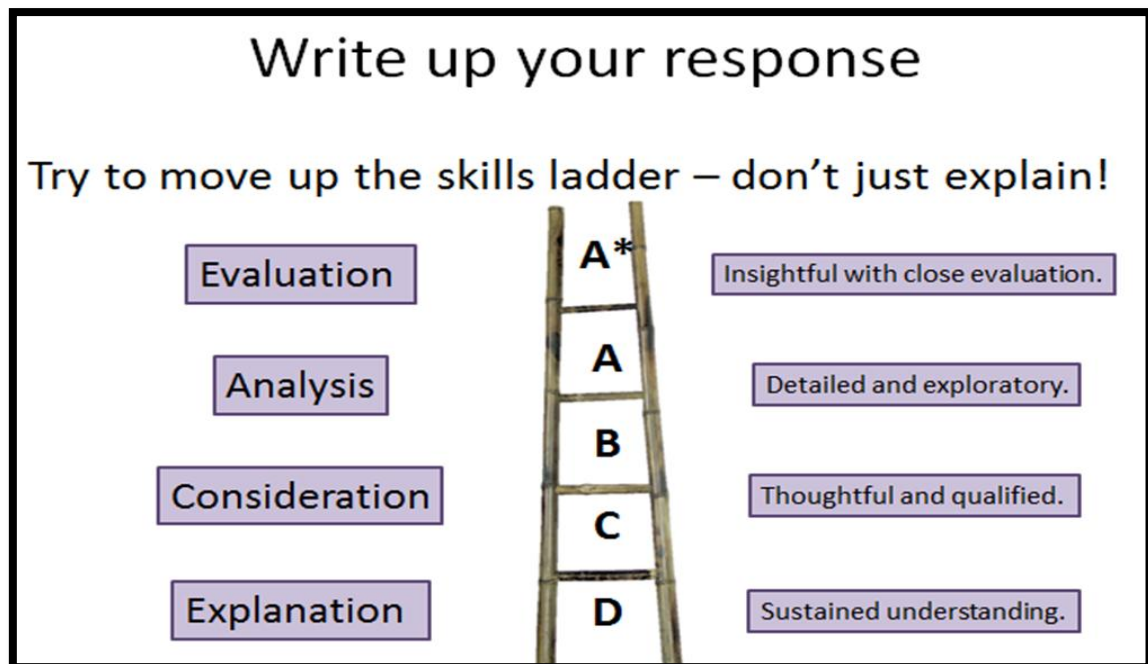 Write up your response
Try to move up the skills ladder – don't just explain!
Evaluation
A*
Insightful with close evaluation.
Analysis
A
Detailed and exploratory.
B
Consideration
Thoughtful and qualified.
C
Explanation
D
Sustained understanding.